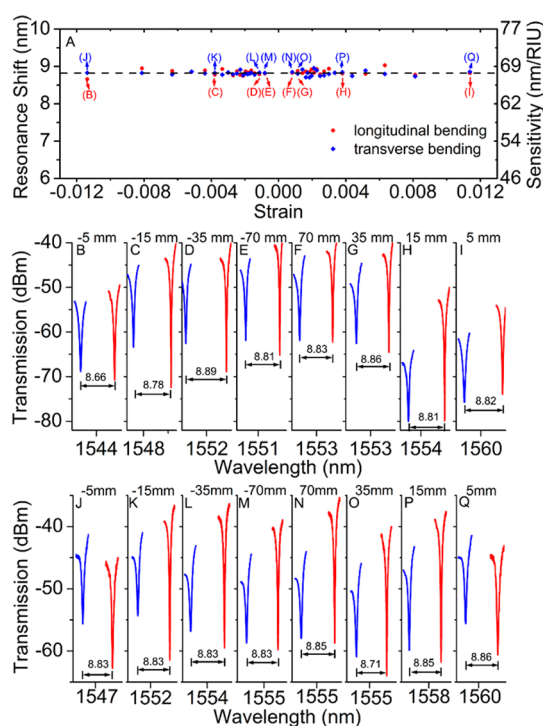 Resonance Shift (nm)
10
9
8
7
6
A
(J)
(K)
(L)
(M)
(N)
(O)
(P)
(Q)
(B)
(C)
(D)
(E)
(F)
(G)
(H)
(I)
longitudinal bending
transverse bending
77
68
57
46
Sensitivity (nm/RIU)
-0.012 -0.008 -0.004 0.000 0.004 0.008 0.012
Strain
-5 mm -15 mm -35 mm -70 mm 70 mm 35 mm 15 mm 5 mm
B C D E F G H I
Transmission (dBm)
-40
-50
-60
-70
-80
8.66 8.78 8.89 8.81 8.83 8.86 8.81 8.82
1544 1548 1552 1551 1553 1553 1554 1560
Wavelength (nm)
-5mm -15mm -35mm -70mm 70mm 35mm 15mm 5mm
J K L M N O P Q
Transmission (dBm)
-40
-50
-60
8.83 8.83 8.83 8.83 8.85 8.71 8.85 8.86
1547 1552 1554 1555 1555 1555 1558 1560
Wavelength (nm)